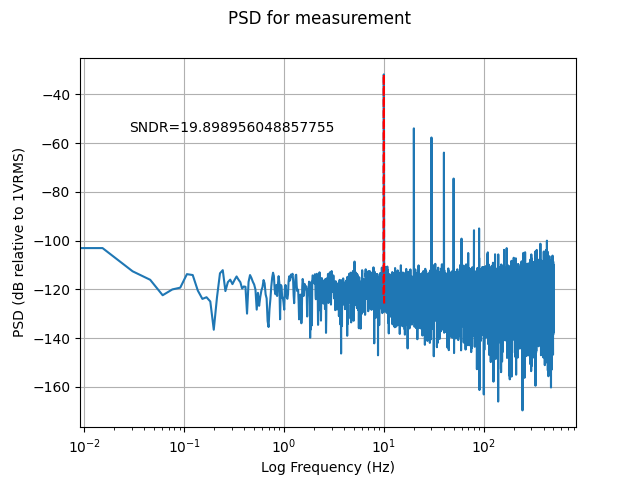 PSD for measurement
−40
−60
−80
−100
−120
−140
−160
PSD (dB relative to 1VRMS)
SNDR=19.898956048857755
10⁻² 10⁻¹ 10⁰ 10¹ 10²
Log Frequency (Hz)